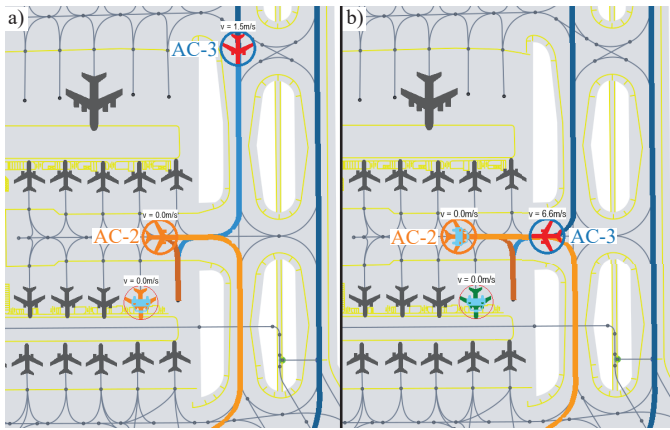 a)
v = 1.5m/s
AC-3
v = 0.0m/s
AC-2
v = 0.0m/s
b)
v = 0.0m/s
v = 6.6m/s
AC-2
AC-3
v = 0.0m/s